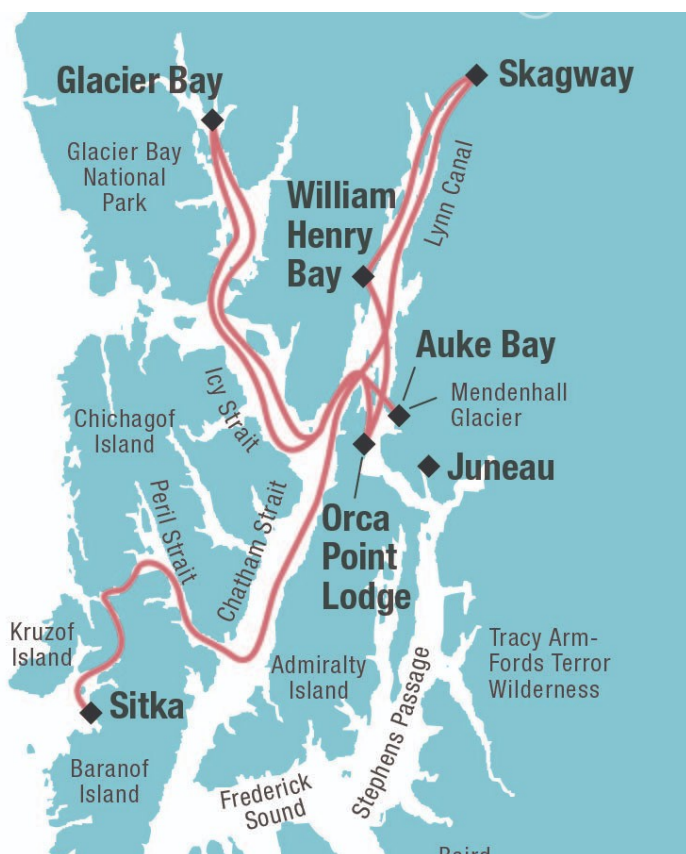 Glacier Bay
Skagway
Glacier Bay
National
Park
Lynn Canal
William
Henry
Bay
Auke Bay
Mendenhall
Glacier
Icy Strait
Chichagof
Island
Juneau
Peril Strait
Chatham Strait
Orca
Point
Lodge
Kruzof
Island
Admiralty
Island
Tracy Arm-
Fords Terror
Wilderness
Sitka
Stephens Passage
Baranof
Island
Frederick
Sound